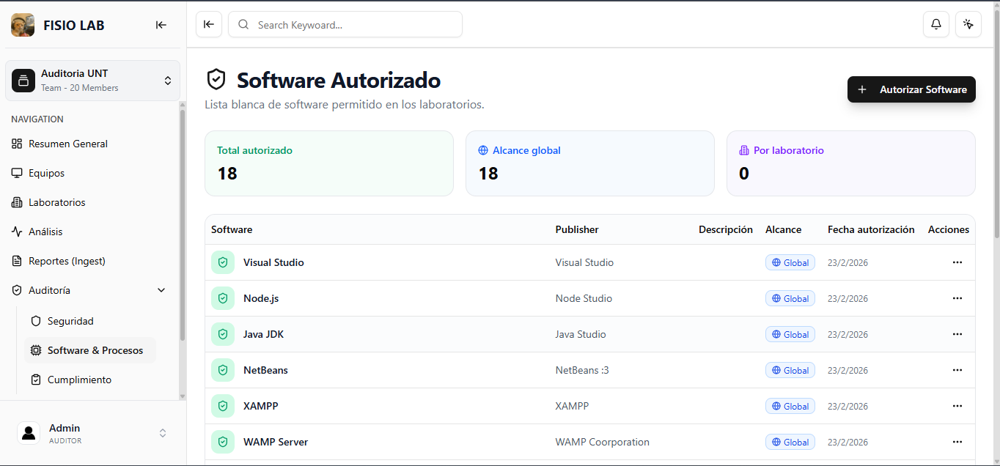 FISIO LAB
Search Keywoard...
Auditoria UNT
Team - 20 Members
NAVIGATION
Resumen General
Equipos
Laboratorios
Análisis
Reportes (Ingest)
Auditoría
Seguridad
Software & Procesos
Cumplimiento
Admin
AUDITOR
Software Autorizado
Lista blanca de software permitido en los laboratorios.
+ Autorizar Software
Total autorizado
18
Alcance global
18
Por laboratorio
0
Software Publisher Descripción Alcance Fecha autorización Acciones
Visual Studio Visual Studio Global 23/2/2026
Node.js Node Studio Global 23/2/2026
Java JDK Java Studio Global 23/2/2026
NetBeans NetBeans :3 Global 23/2/2026
XAMPP XAMPP Global 23/2/2026
WAMP Server WAMP Coorporation Global 23/2/2026